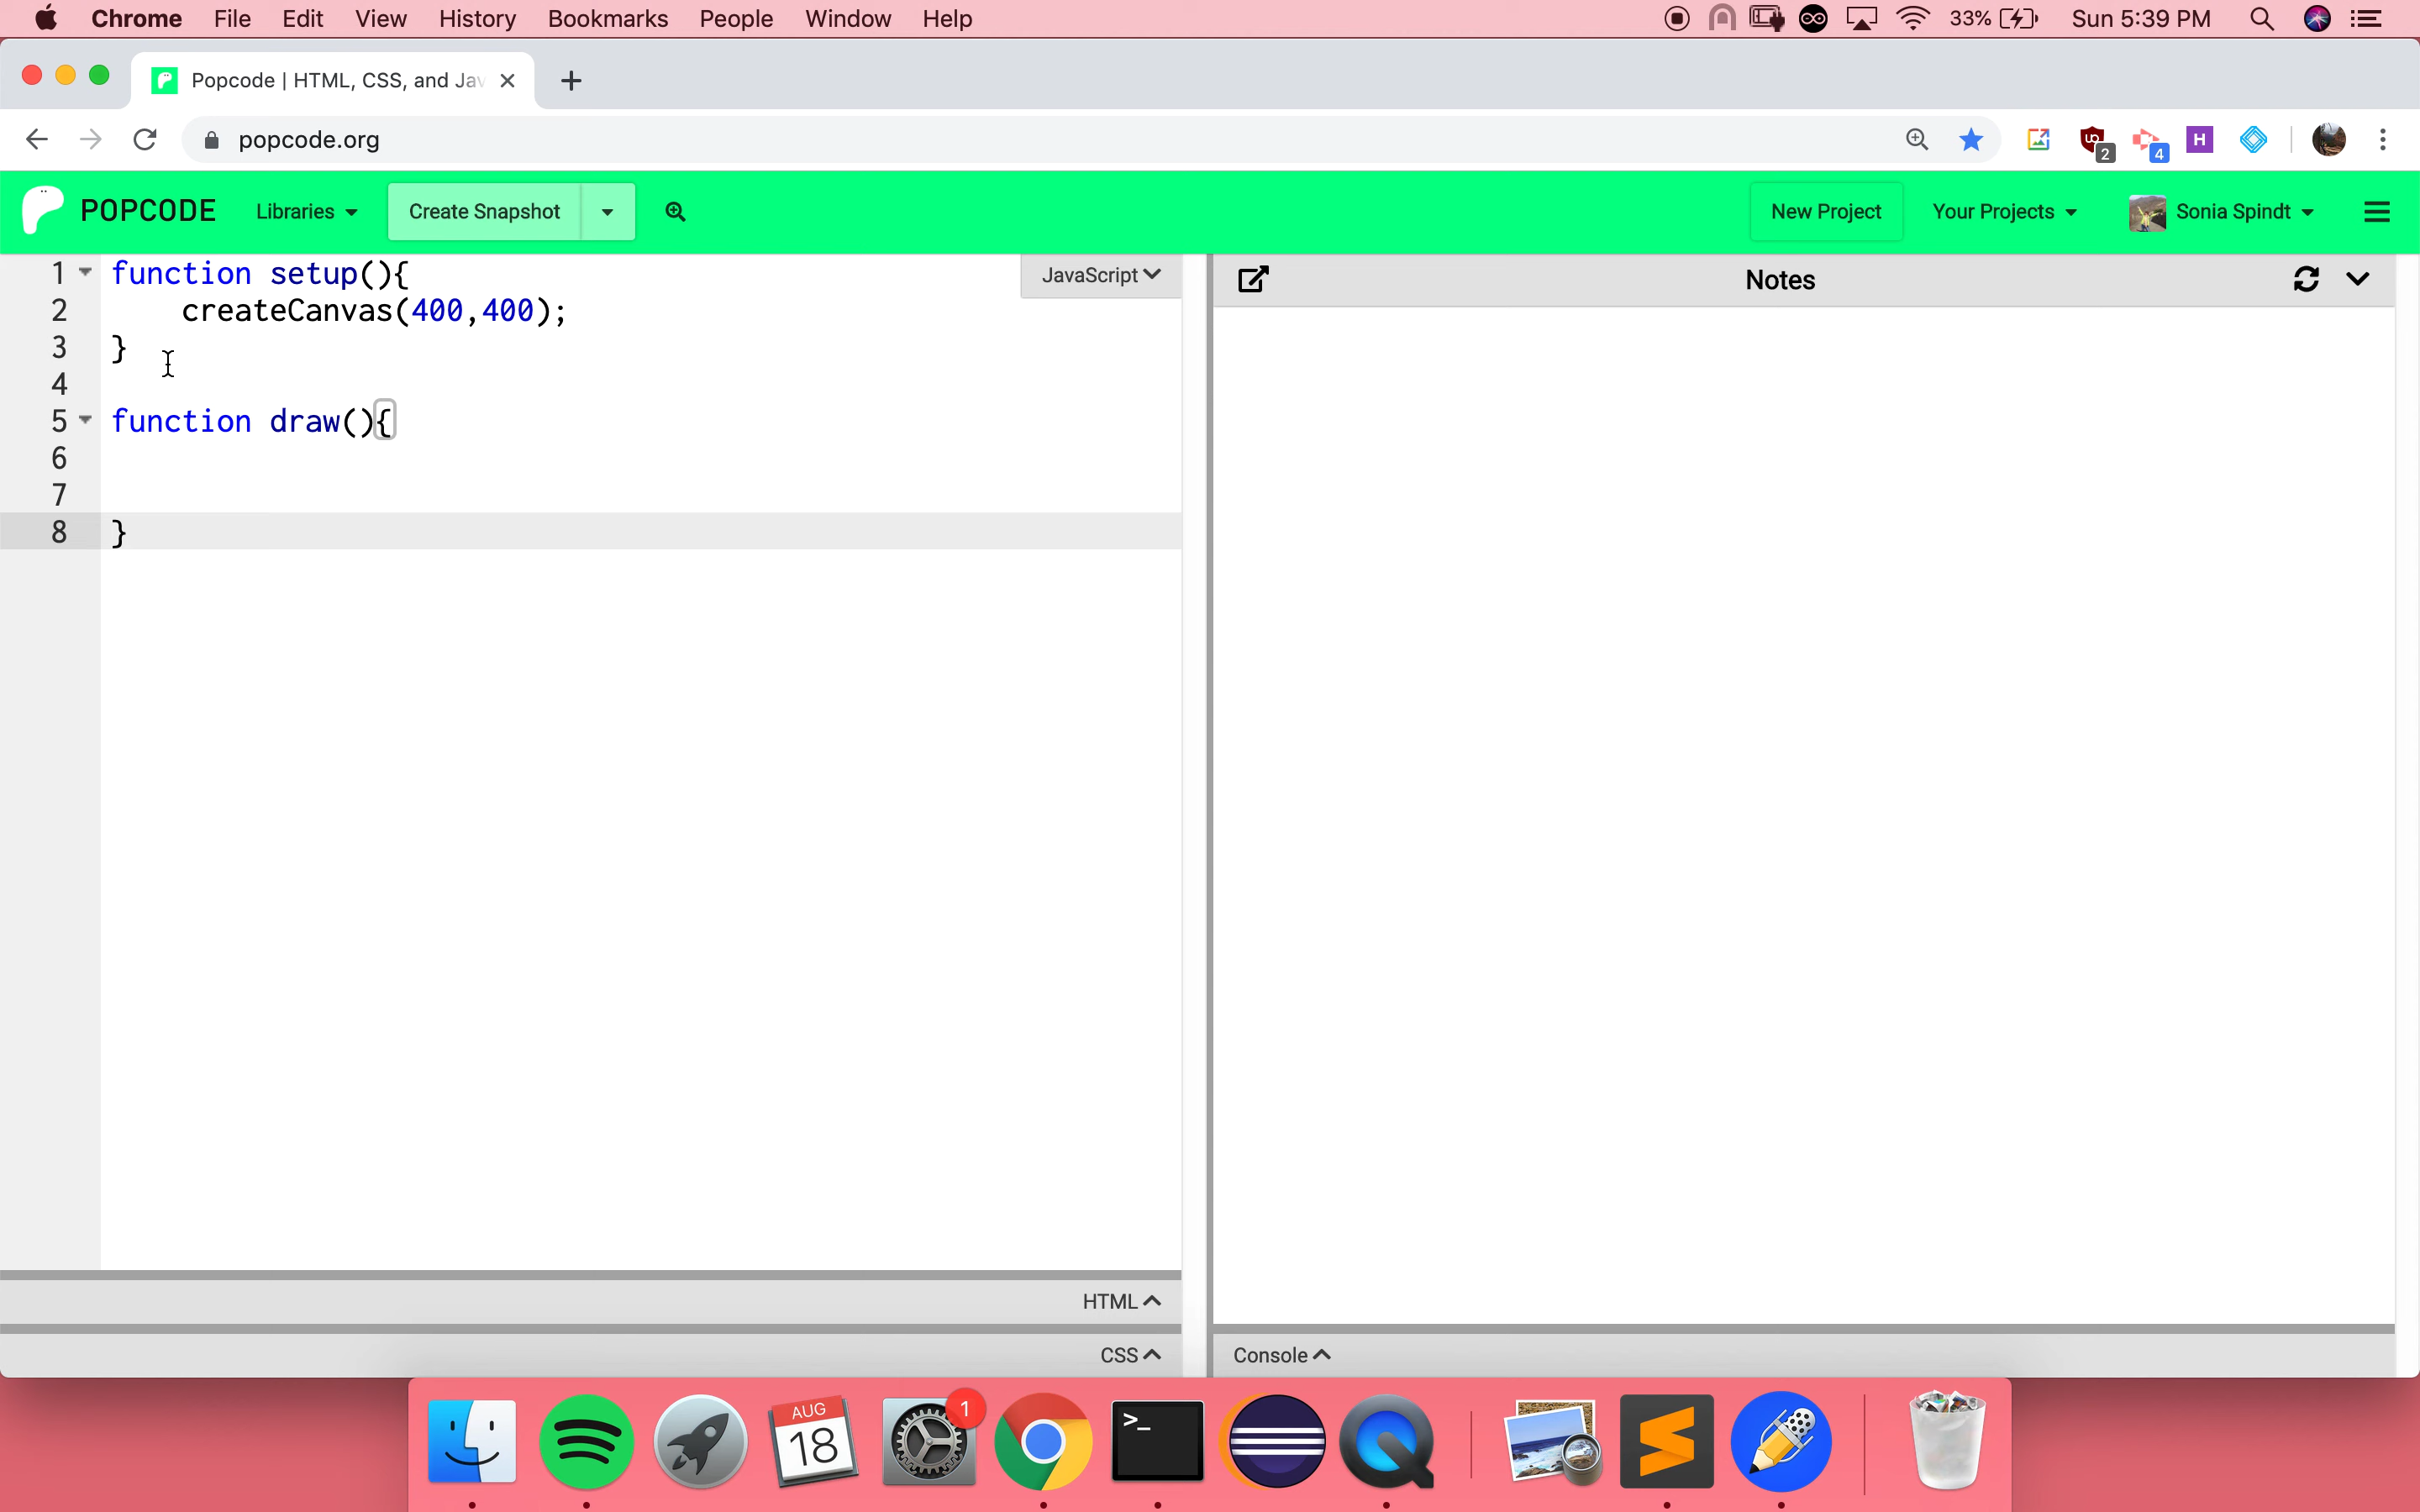 Chrome File Edit View History Bookmarks People Window Help 33% Sun 5:39 PM
Popcode | HTML, CSS, and Jav
popcode.org 2 4 H
POPCODE Libraries Create Snapshot New Project Your Projects Sonia Spindt
1 function setup(){
2 createCanvas(400,400);
3 }
4
5 function draw(){
6
7
8 }
JavaScript
Notes
HTML
CSS
Console
AUG
18
1
>_